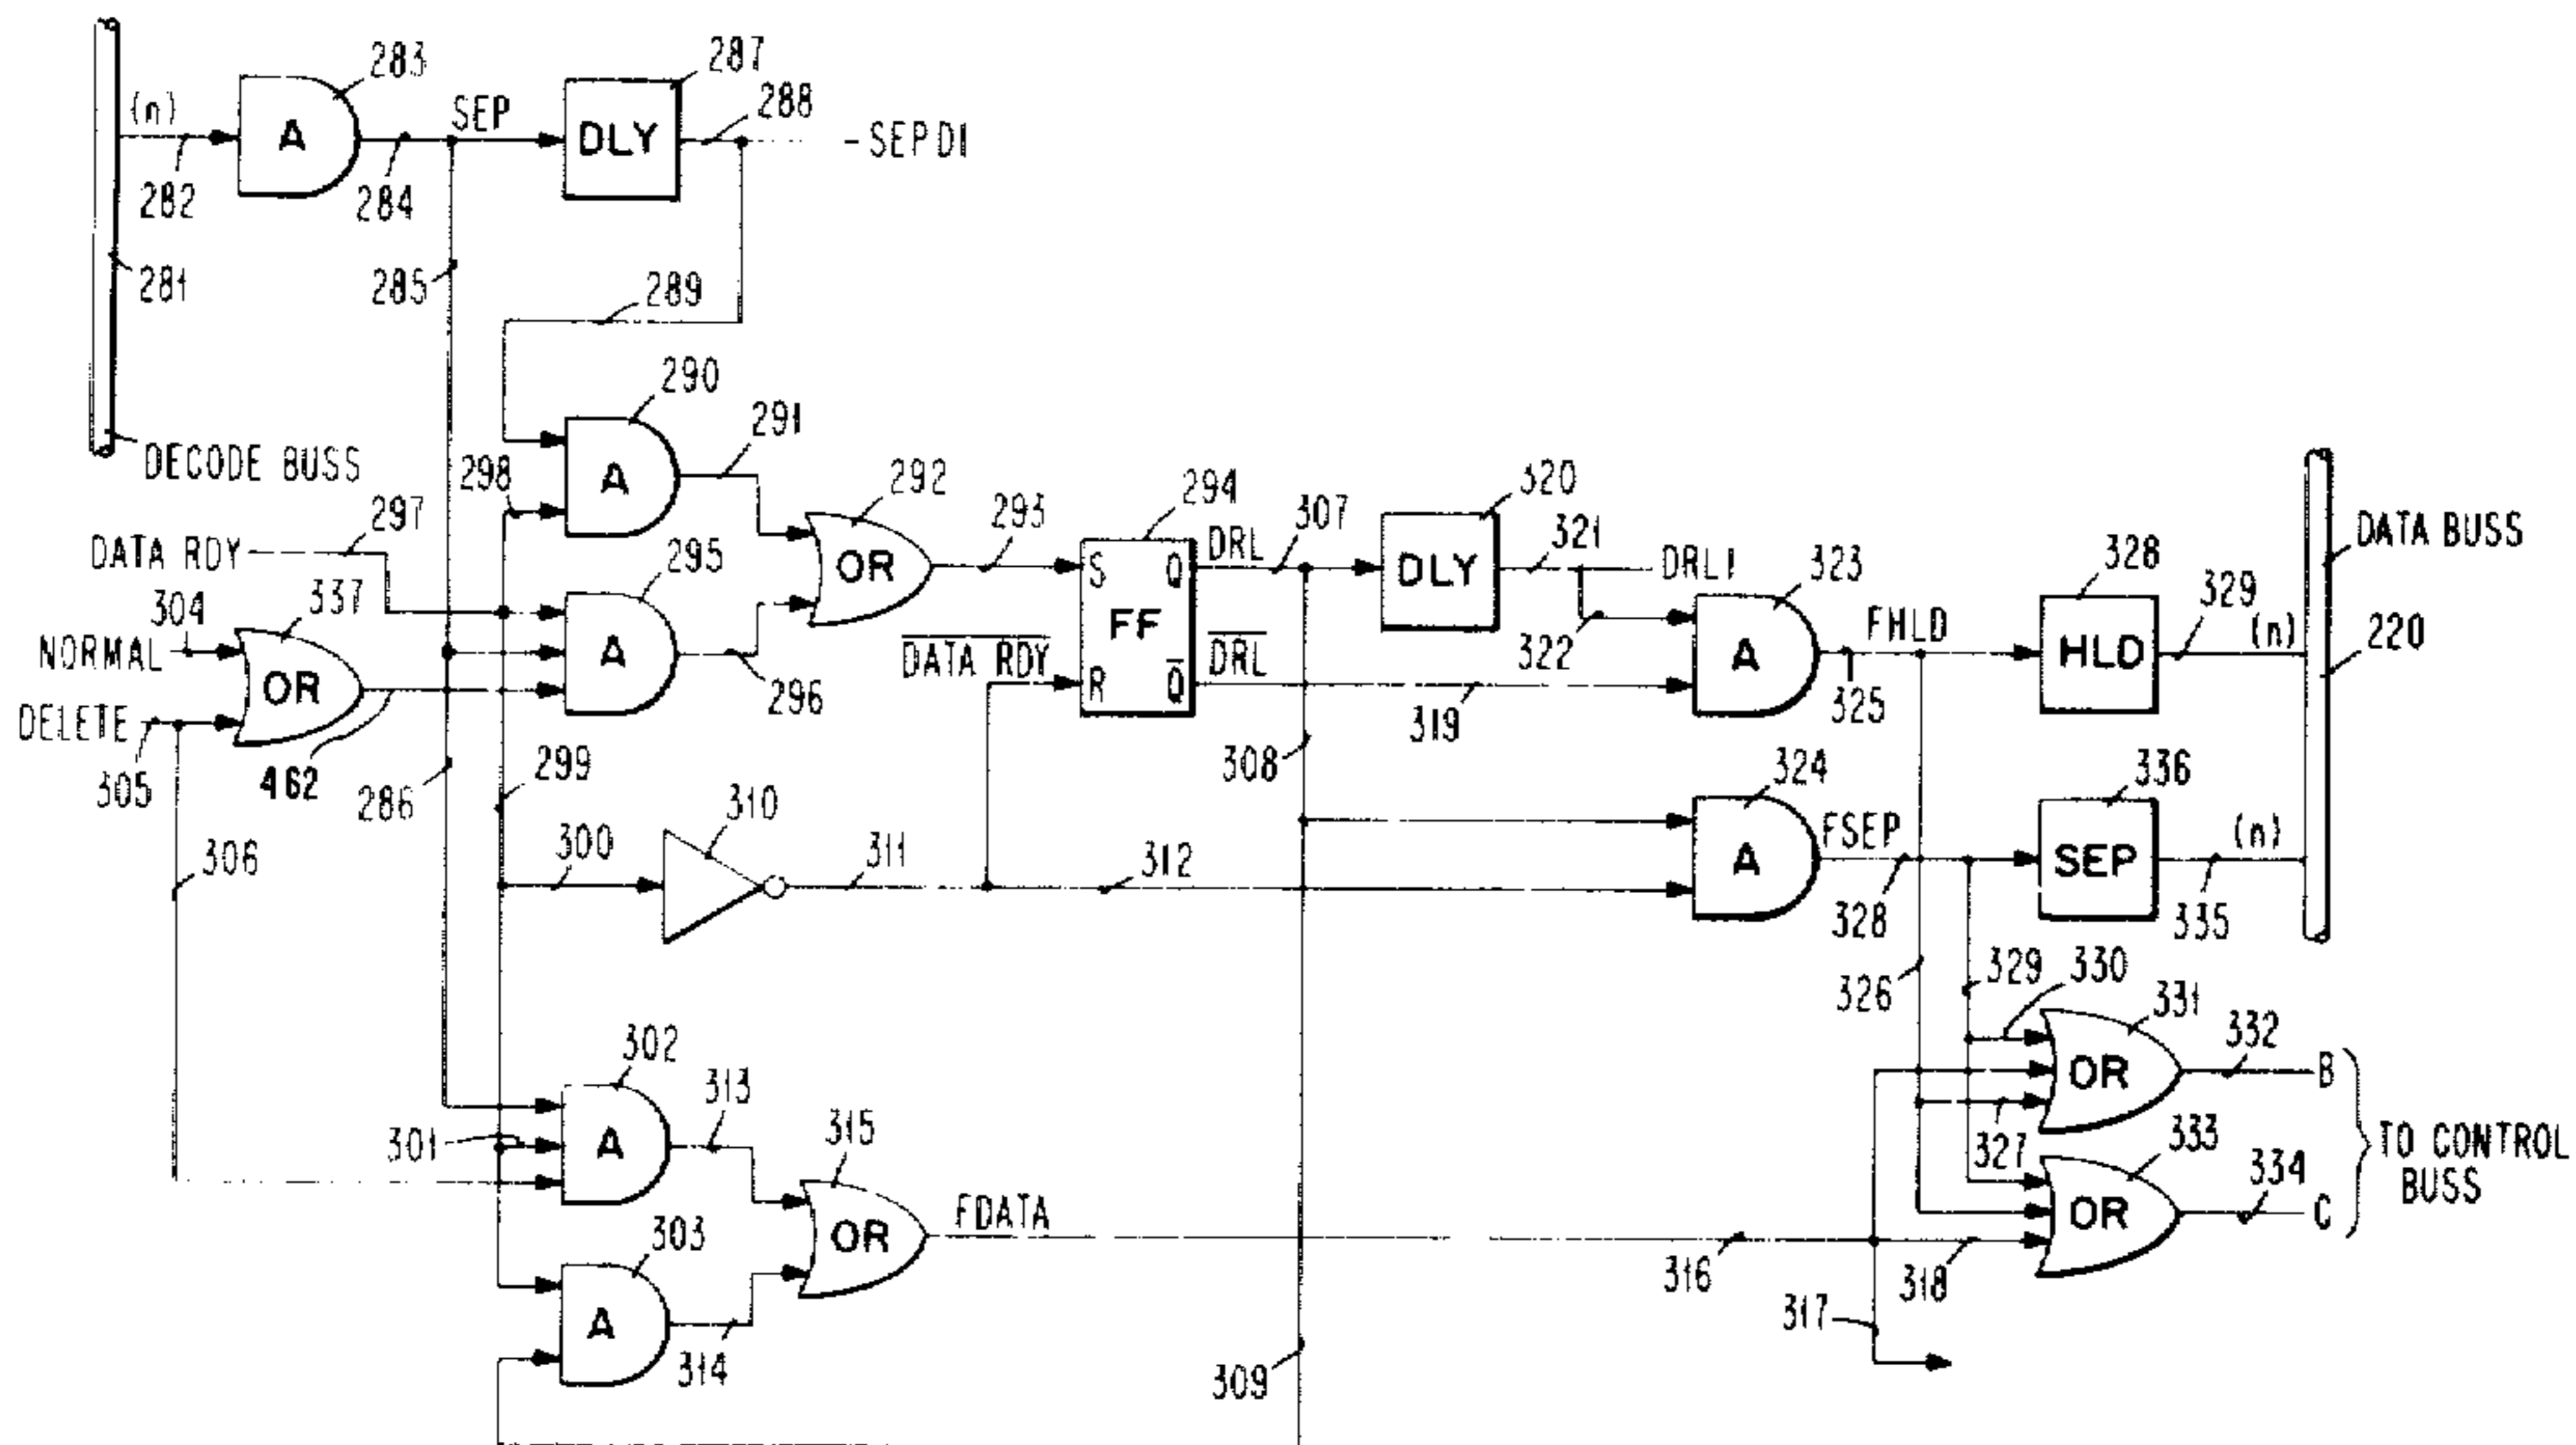 283
287
288
(n)
A
SEP
DLY
- SEP D1
282
284
281
285
289
290
291
DECODE BUSS
298
A
292
297
DATA RDY
295
OR
293
294
DRL
307
320
321
DRL1
323
DLY
S
Q
FF
R
Q̅
D̅A̅T̅A̅ R̅D̅Y̅
D̅R̅L̅
322
FHLD
328
329
(n)
DATA BUSS
220
HLD
A
325
319
304
337
NORMAL
OR
DELETE
305
462
286
A
296
299
308
324
336
310
300
311
312
A
FSEP
SEP
(n)
328
335
306
326
329
330
331
302
313
OR
332
B
301
A
315
327
333
TO CONTROL
BUSS
303
FDATA
OR
334
C
OR
A
314
316
318
317
309